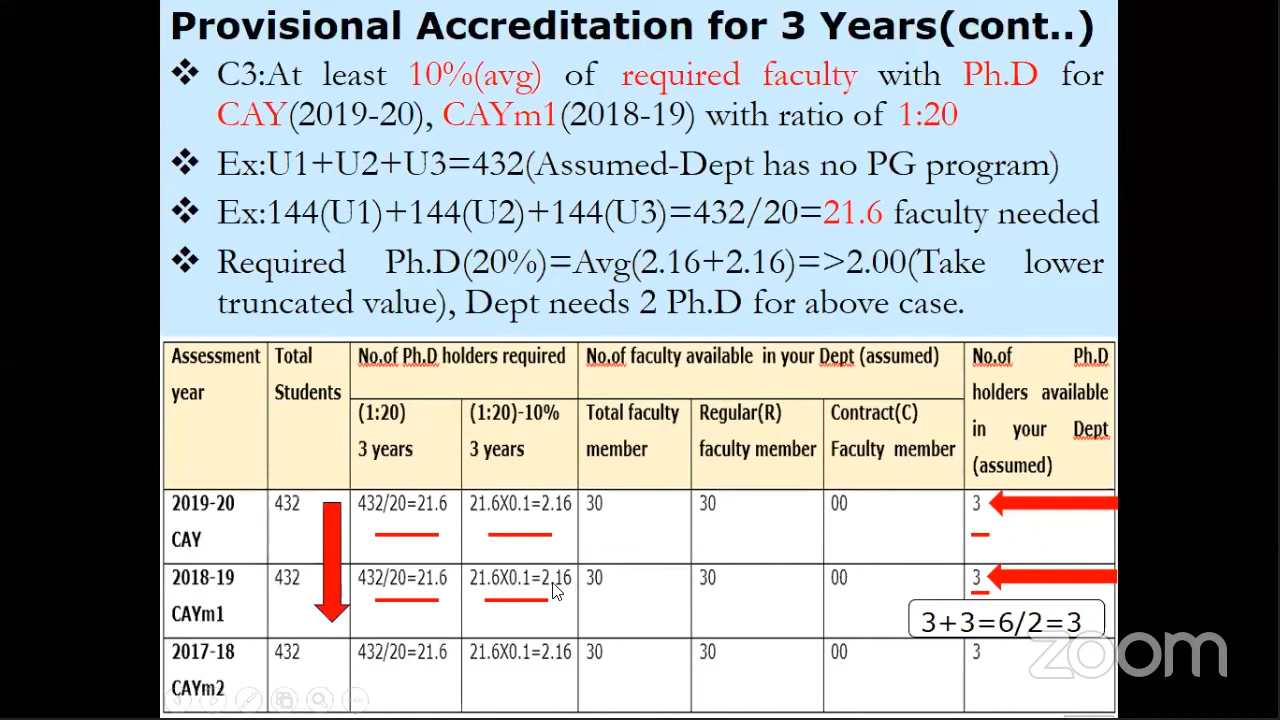 Provisional Accreditation for 3 Years(cont..)
❖ C3:At least 10%(avg) of required faculty with Ph.D for
CAY(2019-20), CAYm1(2018-19) with ratio of 1:20
❖ Ex:U1+U2+U3=432(Assumed-Dept has no PG program)
❖ Ex:144(U1)+144(U2)+144(U3)=432/20=21.6 faculty needed
❖ Required Ph.D(20%)=Avg(2.16+2.16)=>2.00(Take lower
truncated value), Dept needs 2 Ph.D for above case.
Assessment year
Total Students
No.of Ph.D holders required
No.of faculty available in your Dept (assumed)
No.of Ph.D holders available in your Dept (assumed)
(1:20) 3 years
(1:20)-10% 3 years
Total faculty member
Regular(R) faculty member
Contract(C) Faculty member
2019-20 CAY 432 432/20=21.6 21.6X0.1=2.16 30 30 00 3
2018-19 CAYm1 432 432/20=21.6 21.6X0.1=2.16 30 30 00 3
3+3=6/2=3
2017-18 CAYm2 432 432/20=21.6 21.6X0.1=2.16 30 30 00 3
zoom